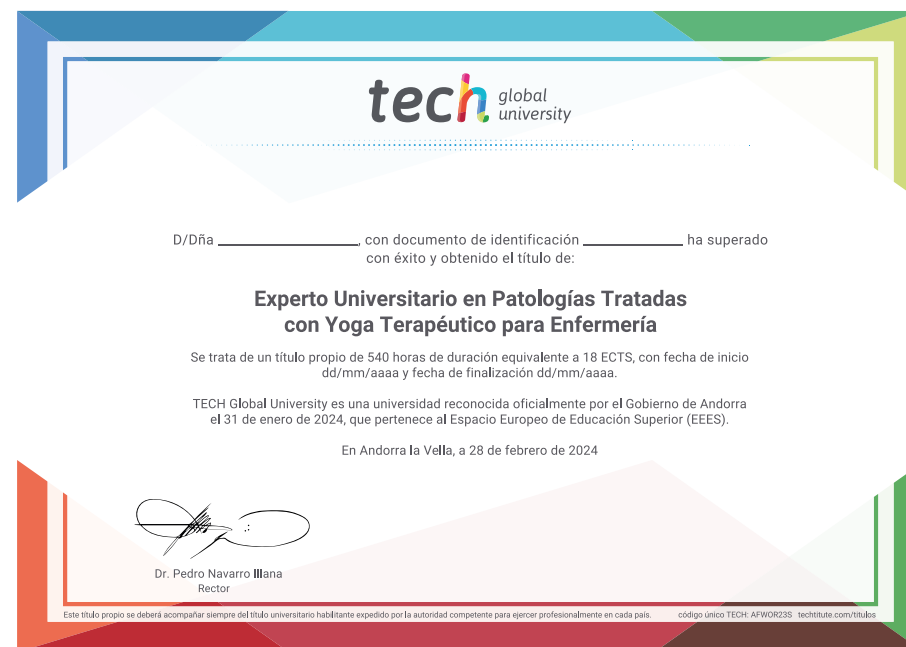 tech global
university
D/Dña ____________, con documento de identificación ____________ ha superado
con éxito y obtenido el título de:
Experto Universitario en Patologías Tratadas
con Yoga Terapéutico para Enfermería
Se trata de un título propio de 540 horas de duración equivalente a 18 ECTS, con fecha de inicio
dd/mm/aaaa y fecha de finalización dd/mm/aaaa.
TECH Global University es una universidad reconocida oficialmente por el Gobierno de Andorra
el 31 de enero de 2024, que pertenece al Espacio Europeo de Educación Superior (EEES).
En Andorra la Vella, a 28 de febrero de 2024
Dr. Pedro Navarro Illana
Rector
Este título propio se deberá acompañar siempre del título universitario habilitante expedido por la autoridad competente para ejercer profesionalmente en cada país. código único TECH: AFWOR23S techtitute.com/titulos